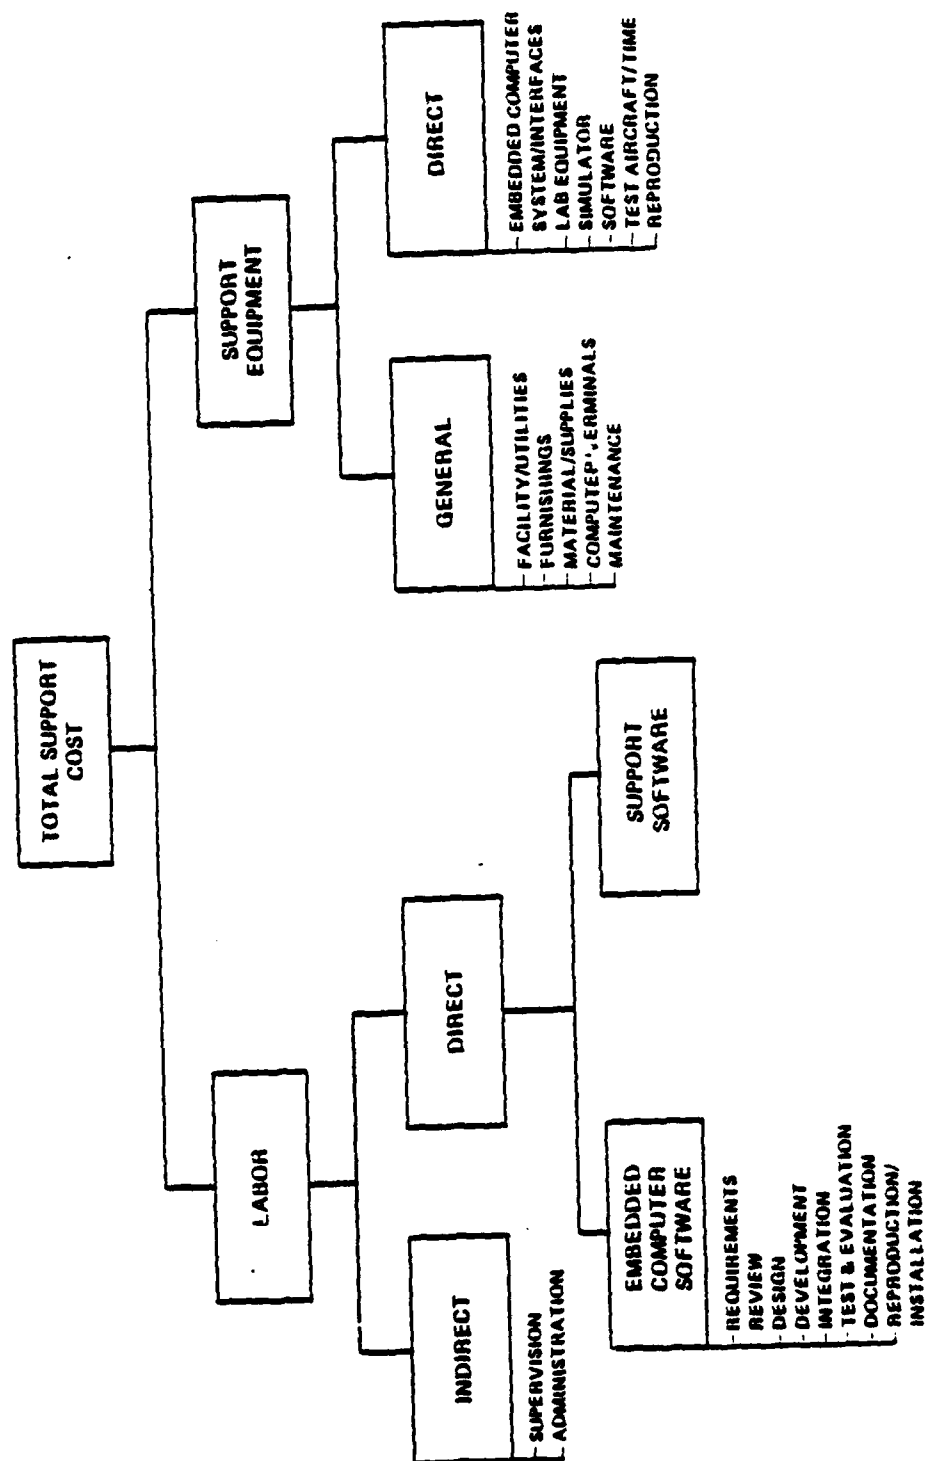 TOTAL SUPPORT
COST
LABOR
SUPPORT
EQUIPMENT
INDIRECT
SUPERVISION
ADMINISTRATION
DIRECT
GENERAL
FACILITY/UTILITIES
FURNISHINGS
MATERIAL/SUPPLIES
MAINTENANCE
DIRECT
EMBEDDED COMPUTER
SYSTEM/INTERFACES
LAB EQUIPMENT
SIMULATOR
SOFTWARE
TEST AIRCRAFT/TIME
REPRODUCTION
EMBEDDED
COMPUTER
SOFTWARE
REQUIREMENTS
REVIEW
DESIGN
DEVELOPMENT
INTEGRATION
TEST & EVALUATION
DOCUMENTATION
REPRODUCTION/
INSTALLATION
SUPPORT
SOFTWARE